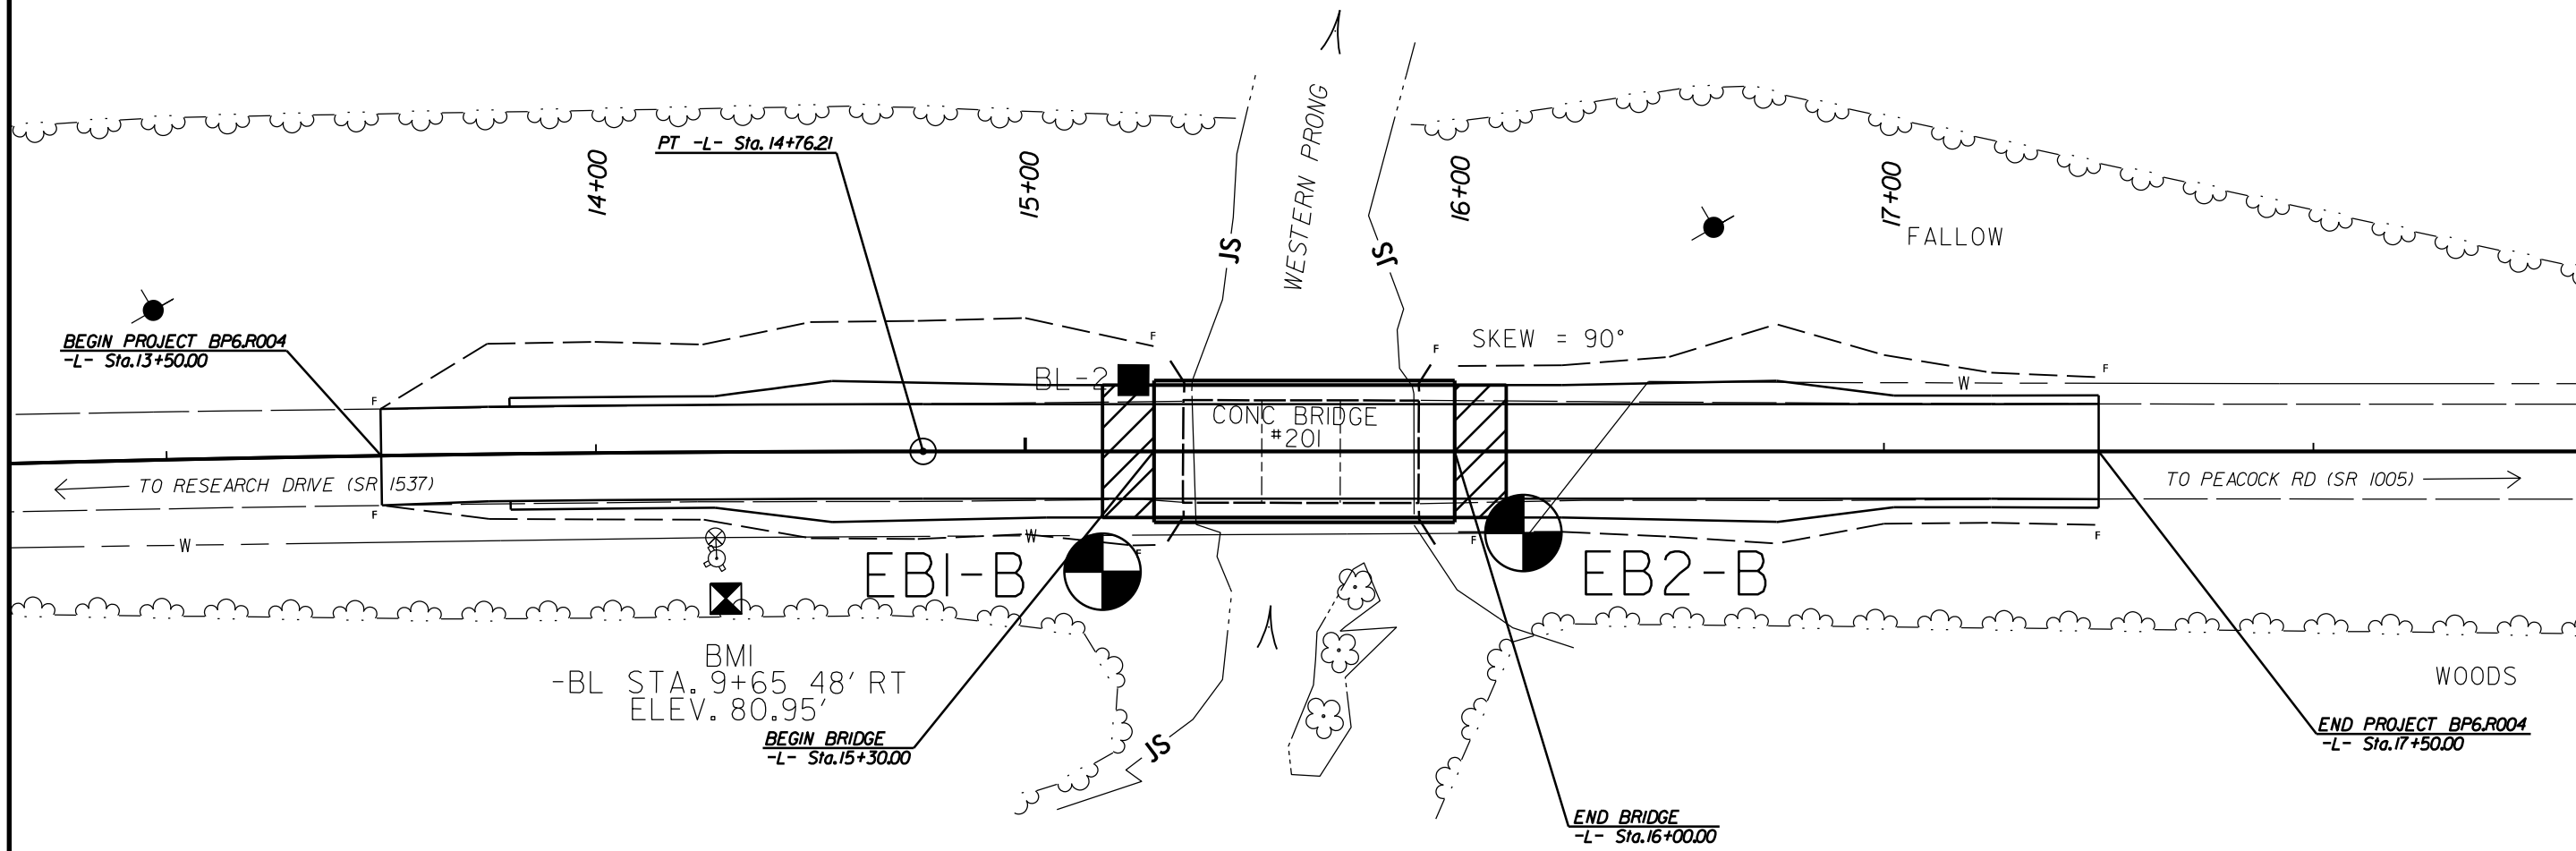 WESTERN PRONG
PT -L- Sta. 14+76.21
14+00
15+00
16+00
17+00
FALLOW
JS
JS
BEGIN PROJECT BP6.R004
-L- Sta. 13+50.00
F
F
SKEW = 90°
F
BL-2
W
F
CONC BRIDGE
#201
TO RESEARCH DRIVE (SR 1537)
TO PEACOCK RD (SR 1005)
F
W
W
F
F
F
EB1-B
EB2-B
BM1
-BL STA. 9+65 48' RT
ELEV. 80.95'
WOODS
JS
BEGIN BRIDGE
-L- Sta. 15+30.00
END PROJECT BP6.R004
-L- Sta. 17+50.00
END BRIDGE
-L- Sta. 16+00.00